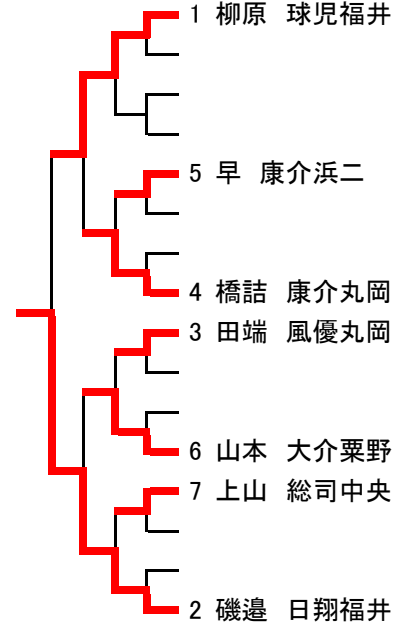 1 柳原 球児福井
5 早 康介浜二
4 橋詰 康介丸岡
3 田端 風優丸岡
6 山本 大介粟野
7 上山 総司中央
2 磯邉 日翔福井